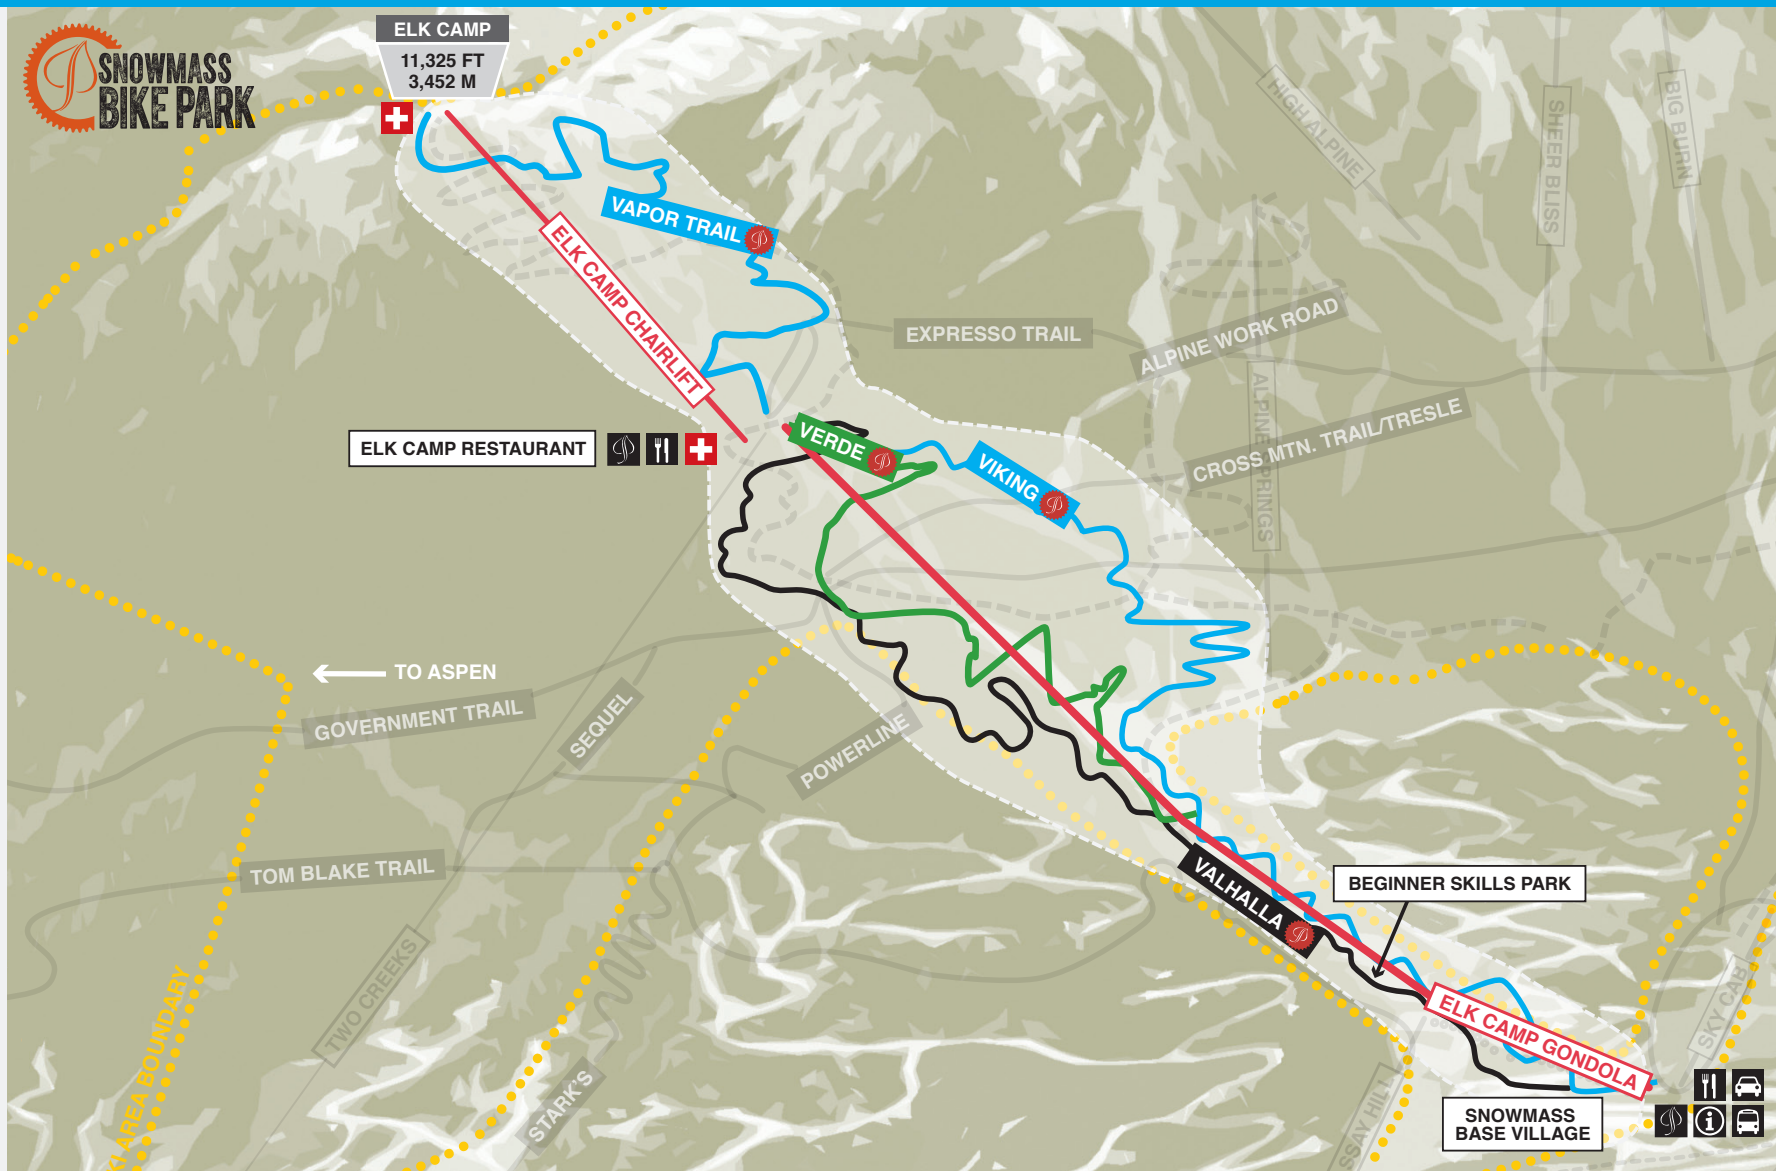 SNOWMASS
BIKE PARK
ELK CAMP
11,325 FT
3,452 M
HIGH ALPINE
SHEER BLISS
BIG BURN
VAPOR TRAIL
ELK CAMP CHAIRLIFT
EXPRESSO TRAIL
ALPINE WORK ROAD
ALPINE SPRINGS
CROSS MTN. TRAIL/TRESLE
ELK CAMP RESTAURANT
VERDE
VIKING
TO ASPEN
GOVERNMENT TRAIL
SEQUEL
POWERLINE
TOM BLAKE TRAIL
VALHALLA
BEGINNER SKILLS PARK
TWO CREEKS
SKI AREA BOUNDARY
STARK'S
SKY CAB
ELK CAMP GONDOLA
SSAY HILL
SNOWMASS
BASE VILLAGE